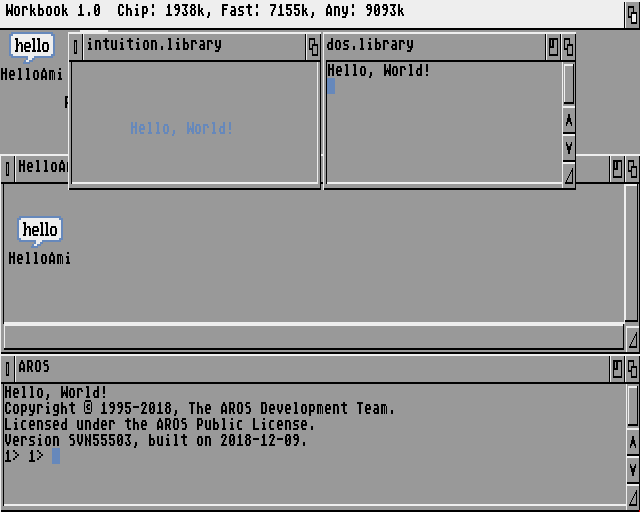 Workbook 1.0 Chip: 1938k, Fast: 7155k, Any: 9093k
hello
HelloAmi
intuition.library
Hello, World!
dos.library
Hello, World!
HelloA
hello
HelloAmi
AROS
Hello, World!
Copyright © 1995-2018, The AROS Development Team.
Licensed under the AROS Public License.
Version SVN55503, built on 2018-12-09.
1> 1>